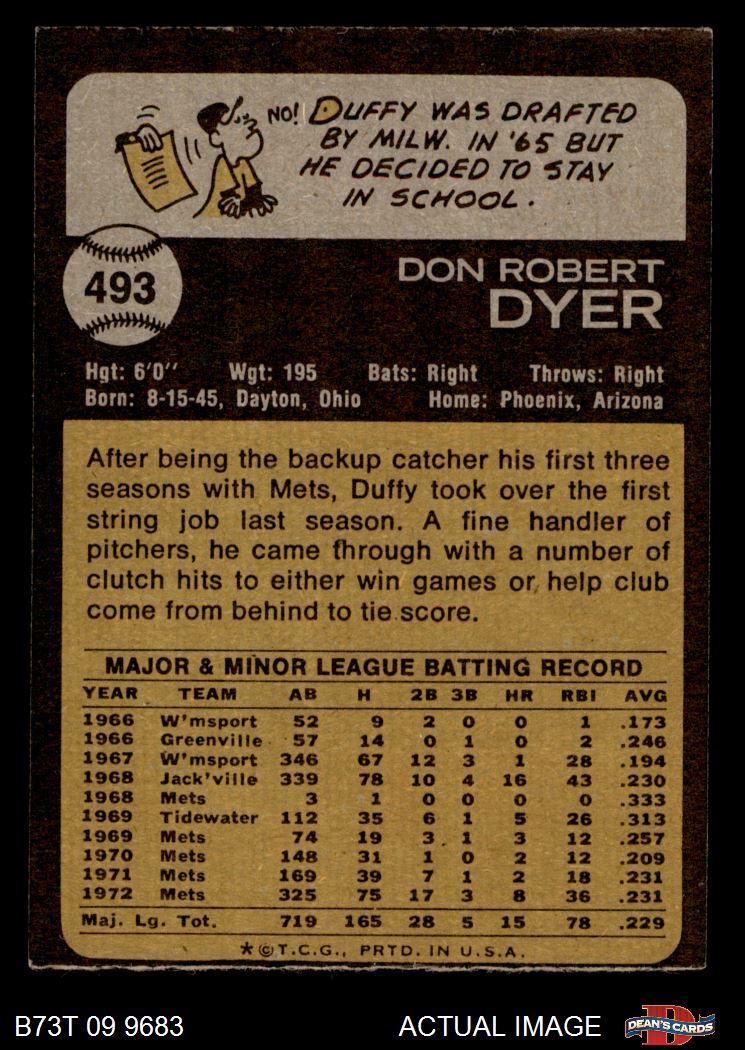 NO! DUFFY WAS DRAFTED
BY MILW. IN '65 BUT
HE DECIDED TO STAY
IN SCHOOL.
493
DON ROBERT
DYER
Hgt: 6'0" Wgt: 195 Bats: Right Throws: Right
Born: 8-15-45, Dayton, Ohio Home: Phoenix, Arizona
After being the backup catcher his first three
seasons with Mets, Duffy took over the first
string job last season. A fine handler of
pitchers, he came through with a number of
clutch hits to either win games or help club
come from behind to tie score.
MAJOR & MINOR LEAGUE BATTING RECORD
YEAR TEAM AB H 2B 3B HR RBI AVG
1966 W'msport 52 9 2 0 0 1 .173
1966 Greenville 57 14 0 1 0 2 .246
1967 W'msport 346 67 12 3 1 28 .194
1968 Jack'ville 339 78 10 4 16 43 .230
1968 Mets 3 1 0 0 0 0 .333
1969 Tidewater 112 35 6 1 5 26 .313
1969 Mets 74 19 3 1 3 12 .257
1970 Mets 148 31 1 0 2 12 .209
1971 Mets 169 39 7 1 2 18 .231
1972 Mets 325 75 17 3 8 36 .231
Maj. Lg. Tot. 719 165 28 5 15 78 .229
*©T.C.G., PRTD. IN U.S.A.
B73T 09 9683 ACTUAL IMAGE D DEAN'S CARDS